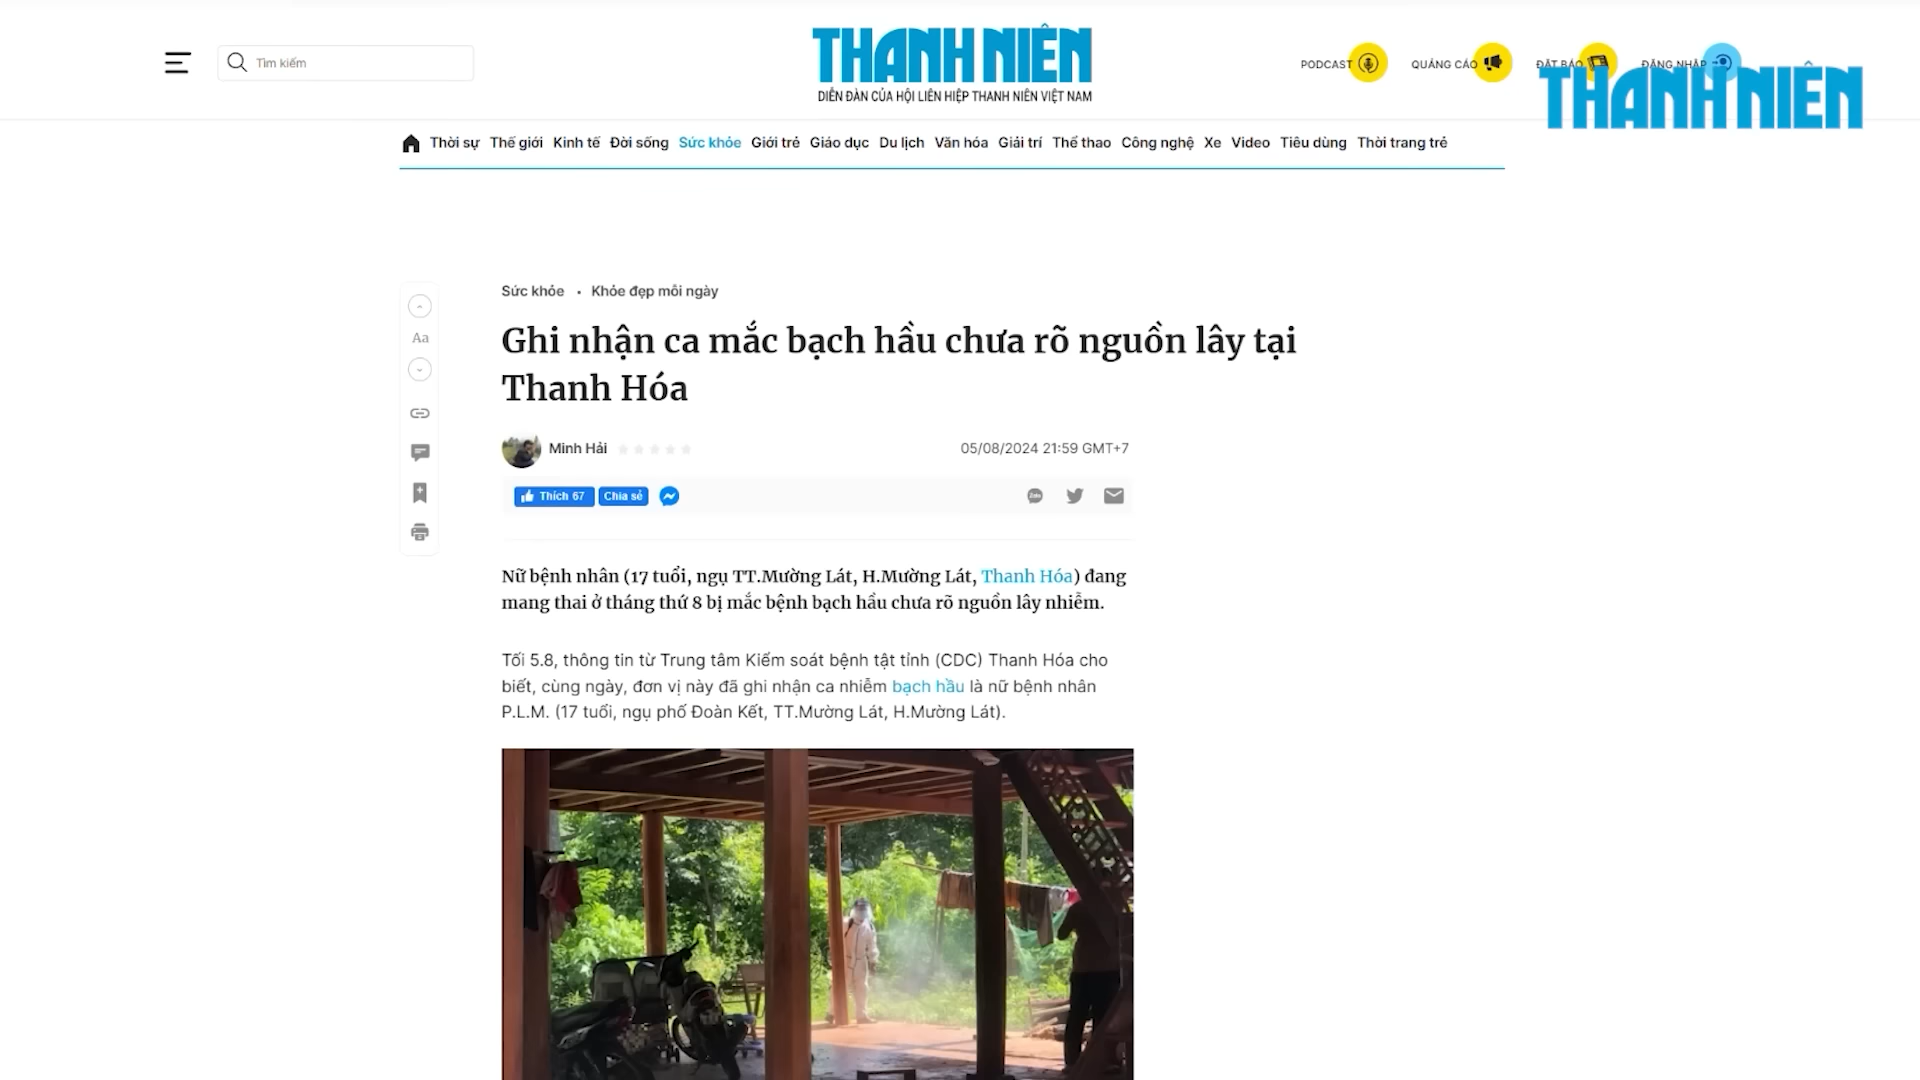 Tìm kiếm
THANH NIÊN
DIỄN ĐÀN CỦA HỘI LIÊN HIỆP THANH NIÊN VIỆT NAM
PODCAST QUẢNG CÁO ĐẶT BÁO ĐĂNG NHẬP
THANH NIÊN
Thời sự Thế giới Kinh tế Đời sống Sức khỏe Giới trẻ Giáo dục Du lịch Văn hóa Giải trí Thể thao Công nghệ Xe Video Tiêu dùng Thời trang trẻ
Sức khỏe • Khỏe đẹp mỗi ngày
Aa
Ghi nhận ca mắc bạch hầu chưa rõ nguồn lây tại
Thanh Hóa
Minh Hải
05/08/2024 21:59 GMT+7
Thích 67 Chia sẻ
Zalo
Nữ bệnh nhân (17 tuổi, ngụ TT.Mường Lát, H.Mường Lát, Thanh Hóa) đang
mang thai ở tháng thứ 8 bị mắc bệnh bạch hầu chưa rõ nguồn lây nhiễm.
Tối 5.8, thông tin từ Trung tâm Kiểm soát bệnh tật tỉnh (CDC) Thanh Hóa cho
biết, cùng ngày, đơn vị này đã ghi nhận ca nhiễm bạch hầu là nữ bệnh nhân
P.L.M. (17 tuổi, ngụ phố Đoàn Kết, TT.Mường Lát, H.Mường Lát).